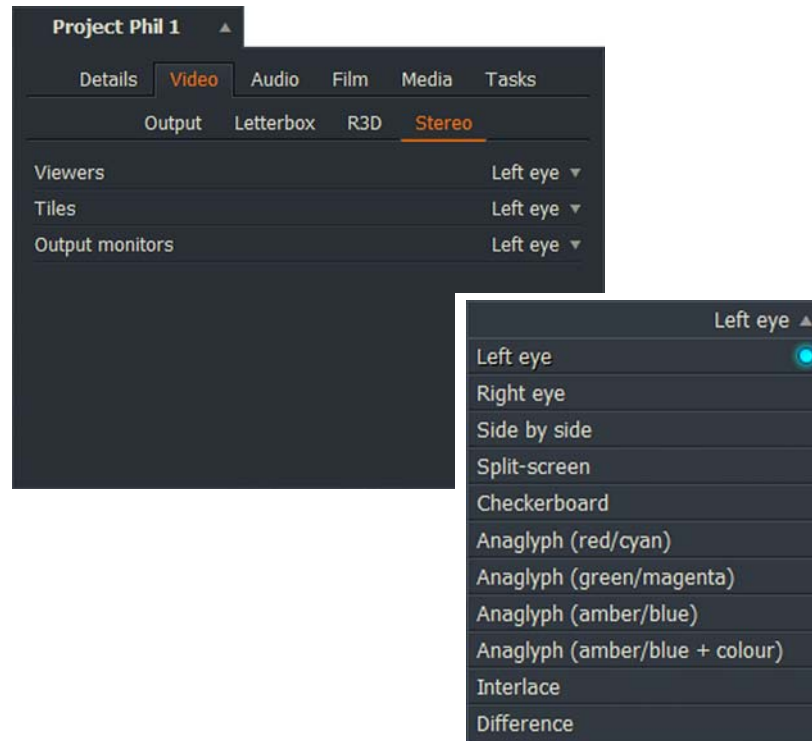 Project Phil 1
Details Video Audio Film Media Tasks
Output Letterbox R3D Stereo
Viewers Left eye
Tiles Left eye
Output monitors Left eye
Left eye
Left eye
Right eye
Side by side
Split-screen
Checkerboard
Anaglyph (red/cyan)
Anaglyph (green/magenta)
Anaglyph (amber/blue)
Anaglyph (amber/blue + colour)
Interlace
Difference